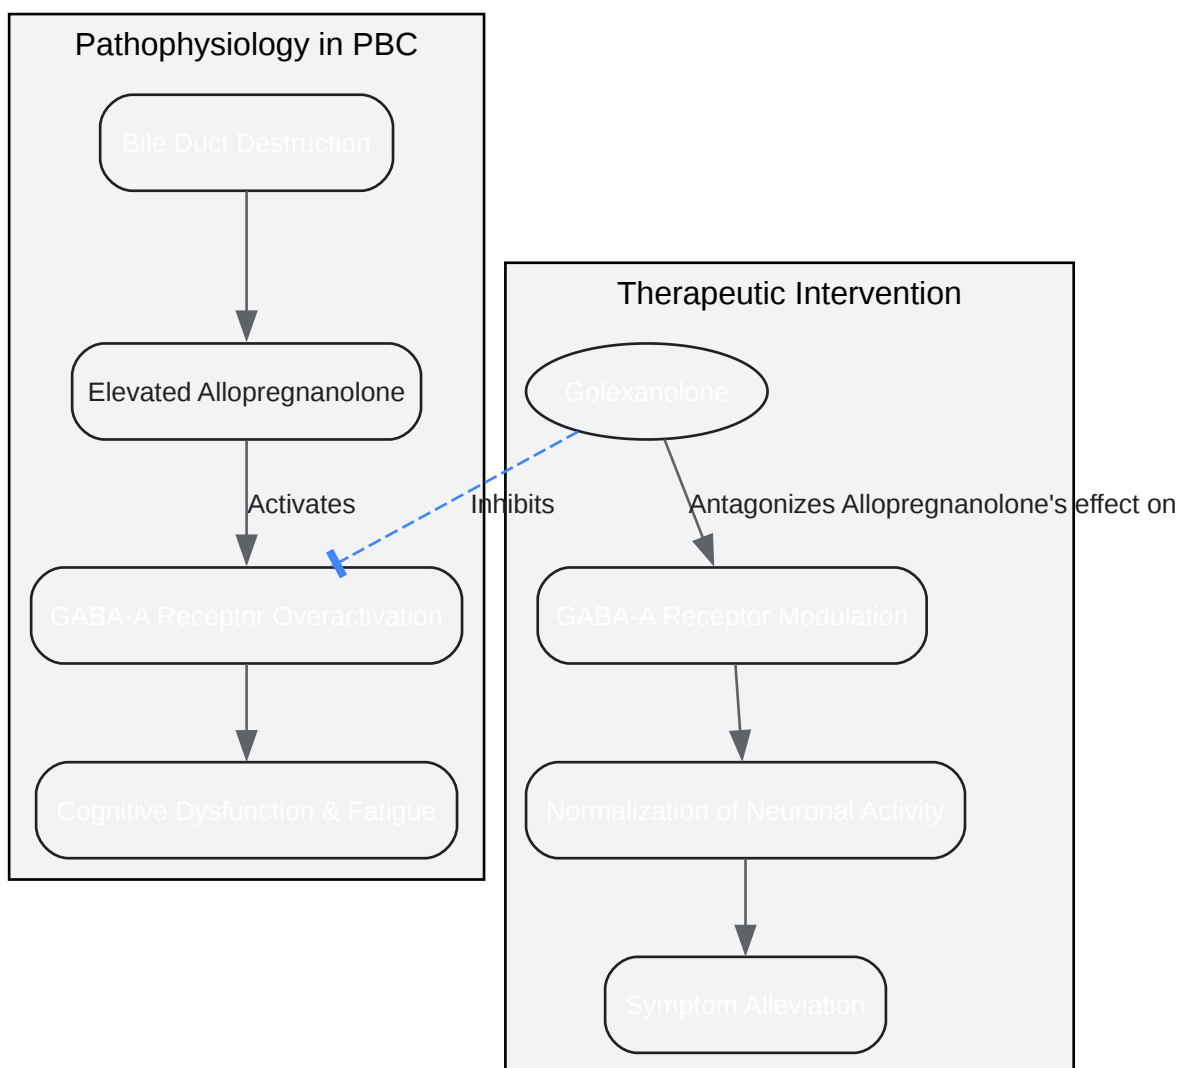 Pathophysiology in PBC
Bile Duct Destruction
Elevated Allopregnanolone
Activates
GABA-A Receptor Overactivation
Cognitive Dysfunction & Fatigue
Therapeutic Intervention
Golexanolone
Inhibits
Antagonizes Allopregnanolone's effect on
GABA-A Receptor Modulation
Normalization of Neuronal Activity
Symptom Alleviation